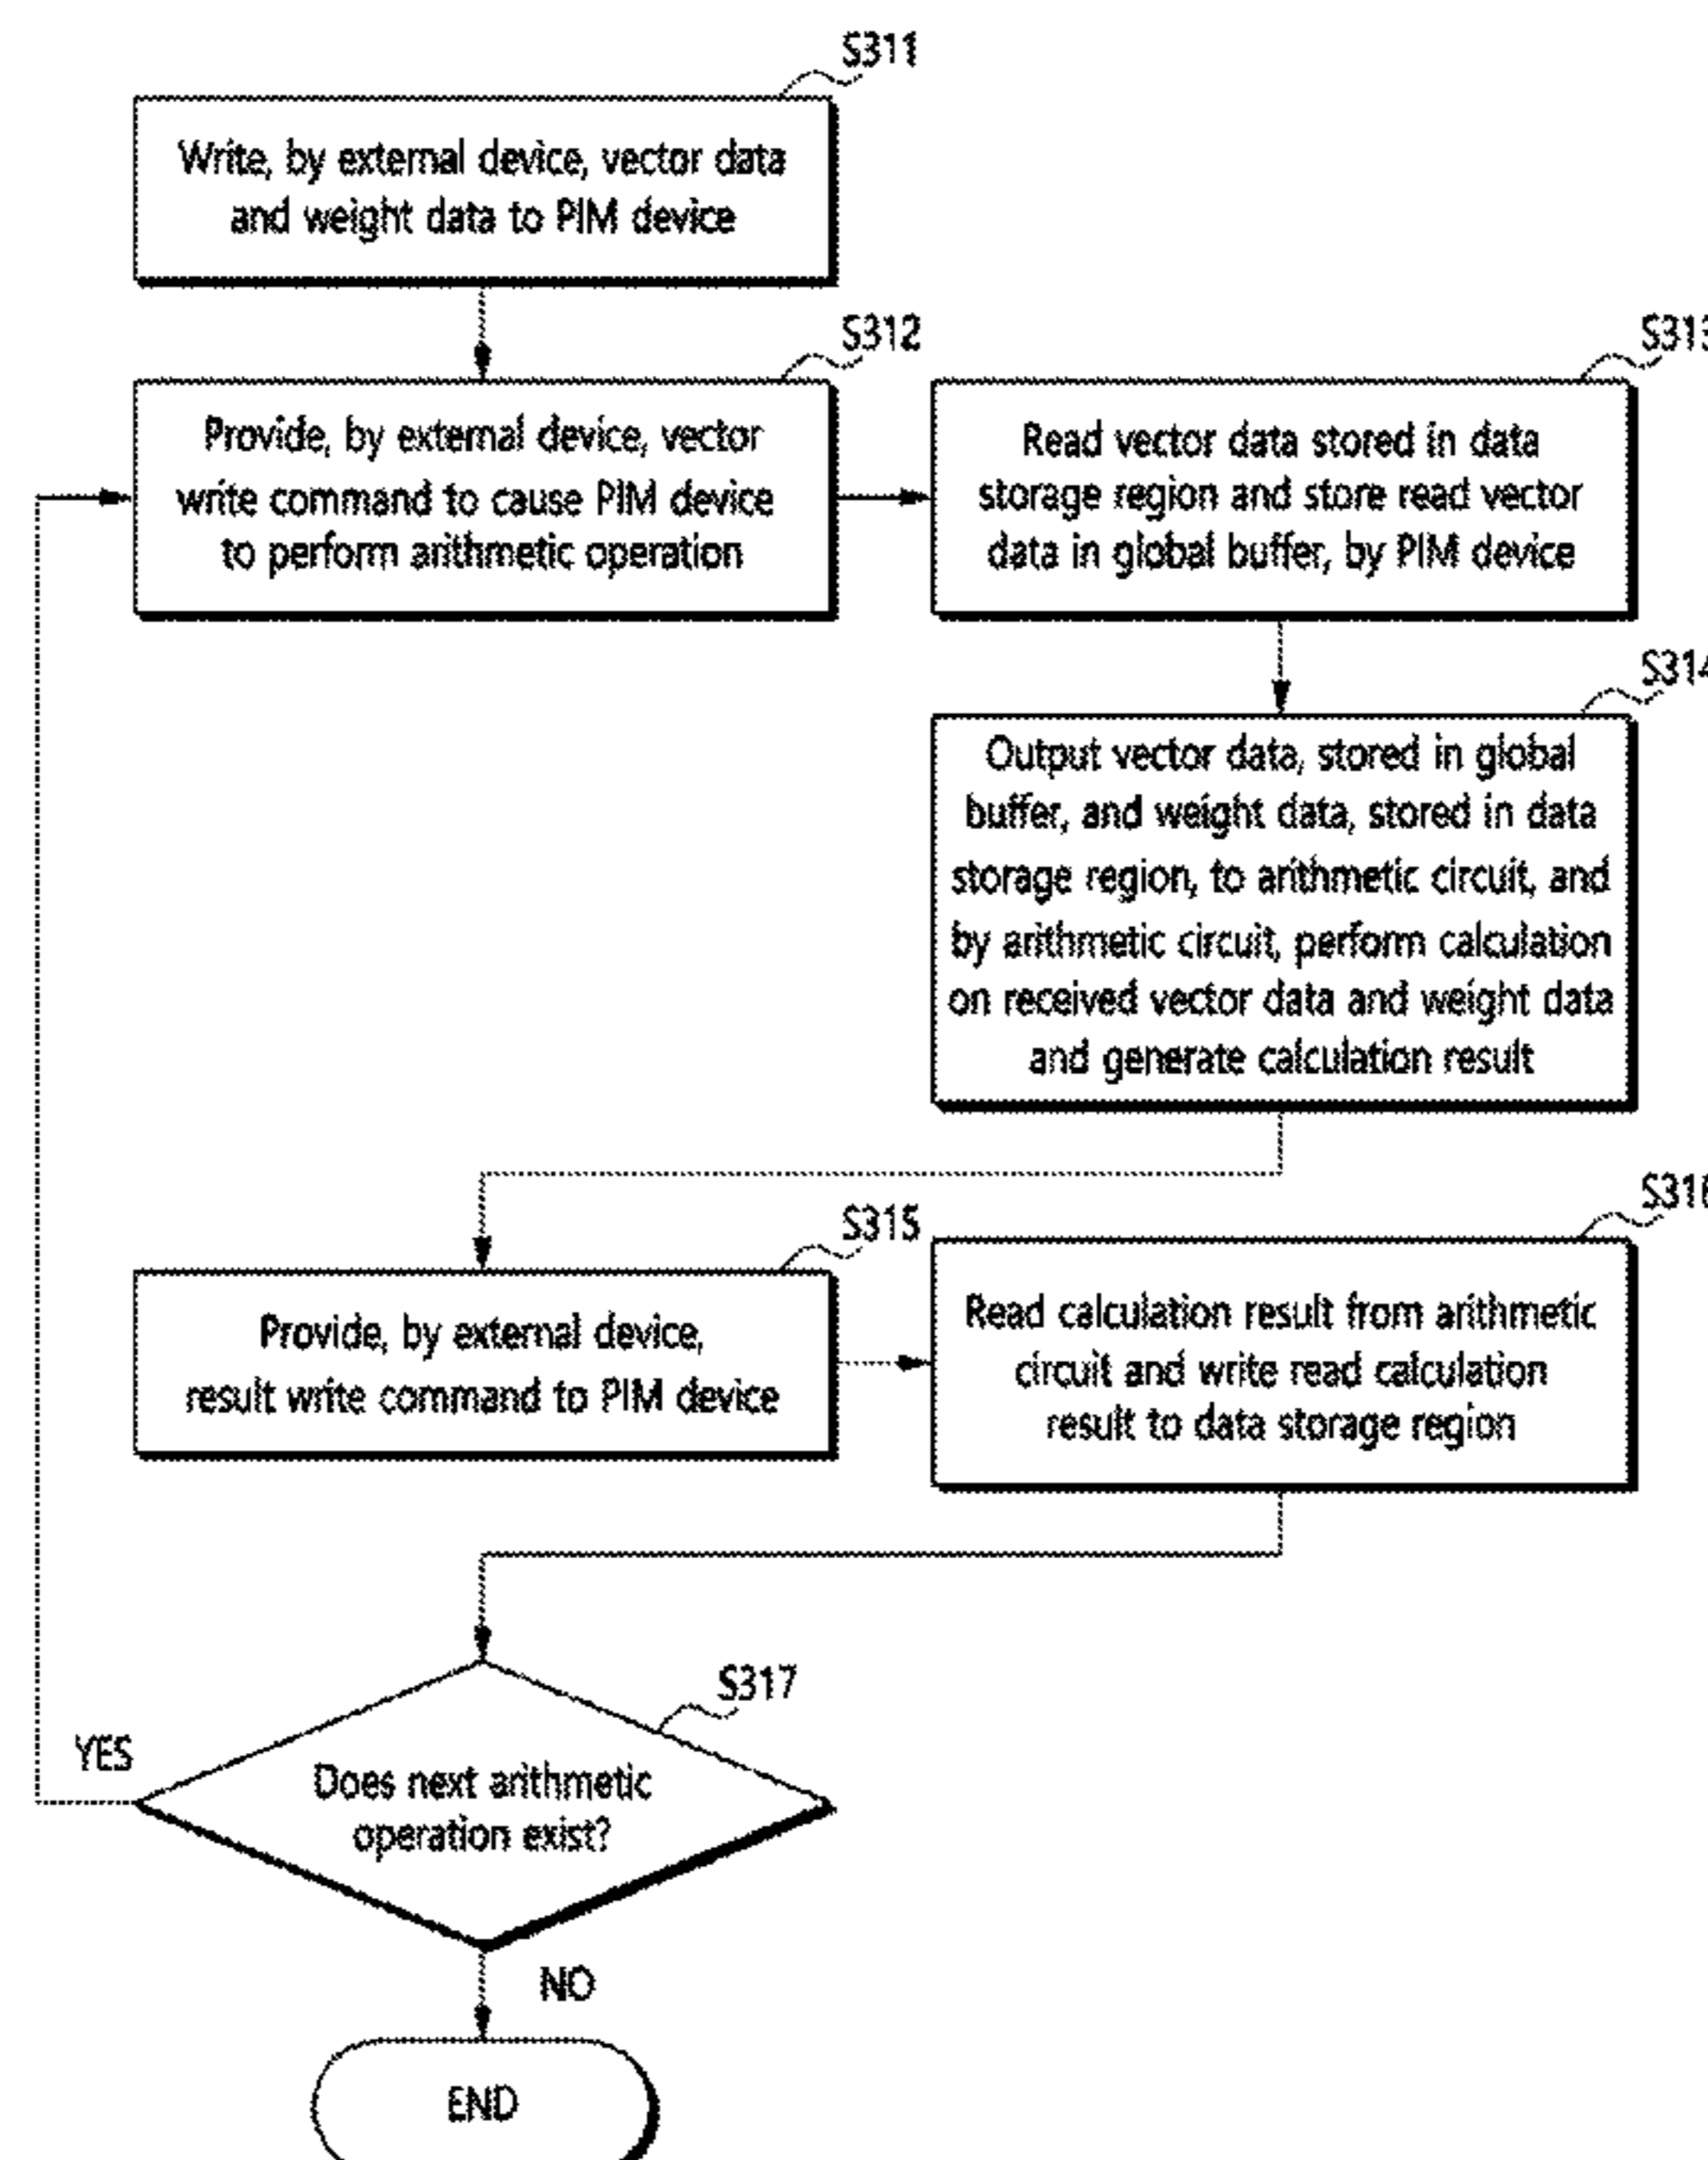 S311
Write, by external device, vector data
and weight data to PIM device
S312
Provide, by external device, vector
write command to cause PIM device
to perform arithmetic operation
S313
Read vector data stored in data
storage region and store read vector
data in global buffer, by PIM device
S314
Output vector data, stored in global
buffer, and weight data, stored in data
storage region, to arithmetic circuit, and
by arithmetic circuit, perform calculation
on received vector data and weight data
and generate calculation result
S315
Provide, by external device,
result write command to PIM device
S316
Read calculation result from arithmetic
circuit and write read calculation
result to data storage region
S317
YES
Does next arithmetic
operation exist?
NO
END